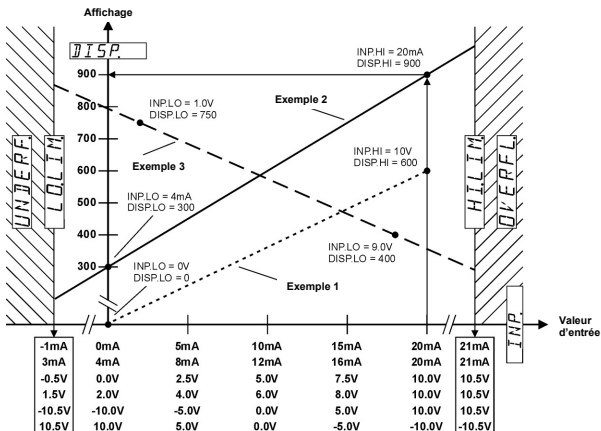 Affichage
DISP.
900
800
700
600
500
400
300
INP.HI = 20mA
DISP.HI = 900
INP.LO = 1.0V
DISP.LO = 750
Exemple 2
INP.HI = 10V
DISP.HI = 600
Exemple 3
INP.LO = 4mA
DISP.LO = 300
INP.LO = 9.0V
DISP.LO = 400
INP.LO = 0V
DISP.LO = 0
Exemple 1
UNDERF.
LO.LIM.
HI.LIM.
OVERFL.
INP.
Valeur
d'entrée
-1mA 0mA 5mA 10mA 15mA 20mA 21mA
3mA 4mA 8mA 12mA 16mA 20mA 21mA
-0.5V 0.0V 2.5V 5.0V 7.5V 10.0V 10.5V
1.5V 2.0V 4.0V 6.0V 8.0V 10.0V 10.5V
-10.5V -10.0V -5.0V 0.0V 5.0V 10.0V 10.5V
10.5V 10.0V 5.0V 0.0V -5.0V -10.0V -10.5V